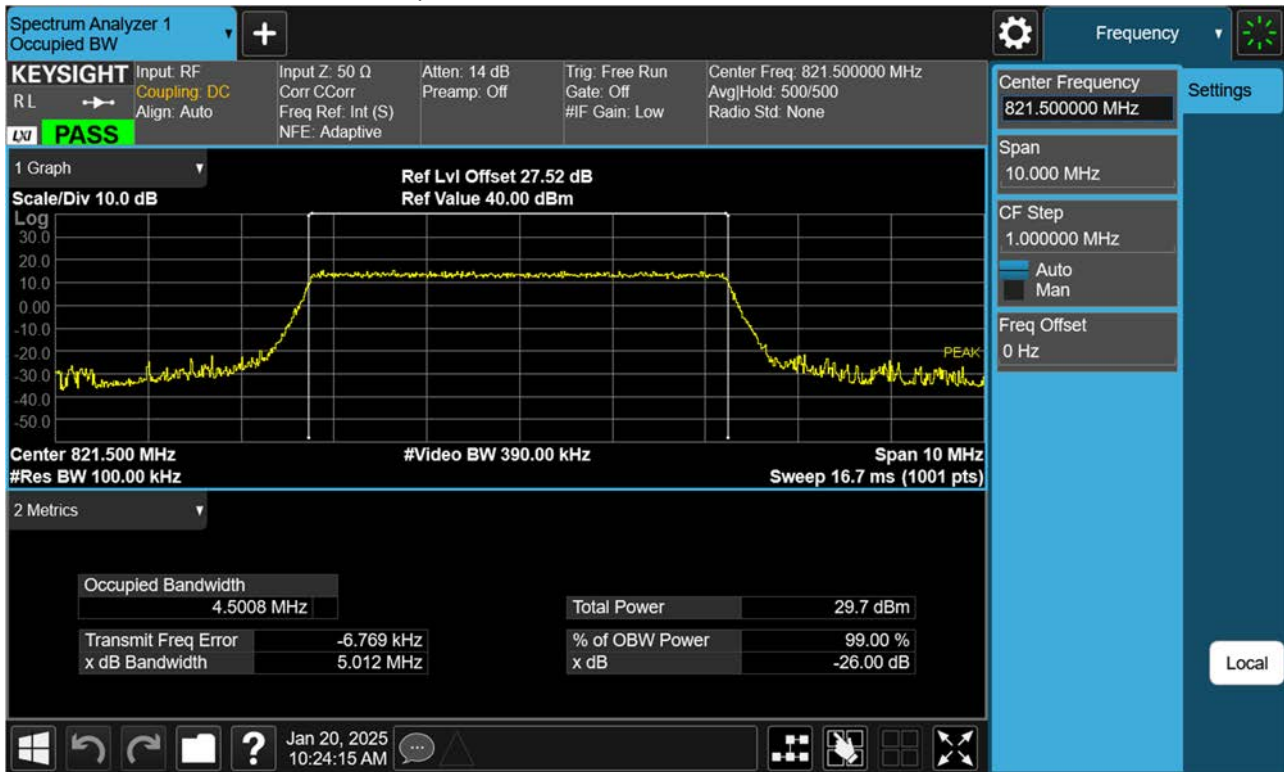 Spectrum Analyzer 1
Occupied BW
Frequency
KEYSIGHT
RL
LXI
PASS
Input: RF
Coupling: DC
Align: Auto
Input Z: 50 Ω
Corr CCorr
Freq Ref: Int (S)
NFE: Adaptive
Atten: 14 dB
Preamp: Off
Trig: Free Run
Gate: Off
#IF Gain: Low
Center Freq: 821.500000 MHz
Avg|Hold: 500/500
Radio Std: None
Center Frequency
821.500000 MHz
Settings
Span
10.000 MHz
CF Step
1.000000 MHz
Auto
Man
Freq Offset
0 Hz
1 Graph
Scale/Div 10.0 dB
Ref Lvl Offset 27.52 dB
Ref Value 40.00 dBm
Log
30.0
20.0
10.0
0.00
-10.0
-20.0
-30.0
-40.0
-50.0
PEAK
Center 821.500 MHz
#Video BW 390.00 kHz
Span 10 MHz
#Res BW 100.00 kHz
Sweep 16.7 ms (1001 pts)
2 Metrics
Occupied Bandwidth
4.5008 MHz
Total Power 29.7 dBm
Transmit Freq Error -6.769 kHz
% of OBW Power 99.00 %
x dB Bandwidth 5.012 MHz
x dB -26.00 dB
Local
?
Jan 20, 2025
10:24:15 AM